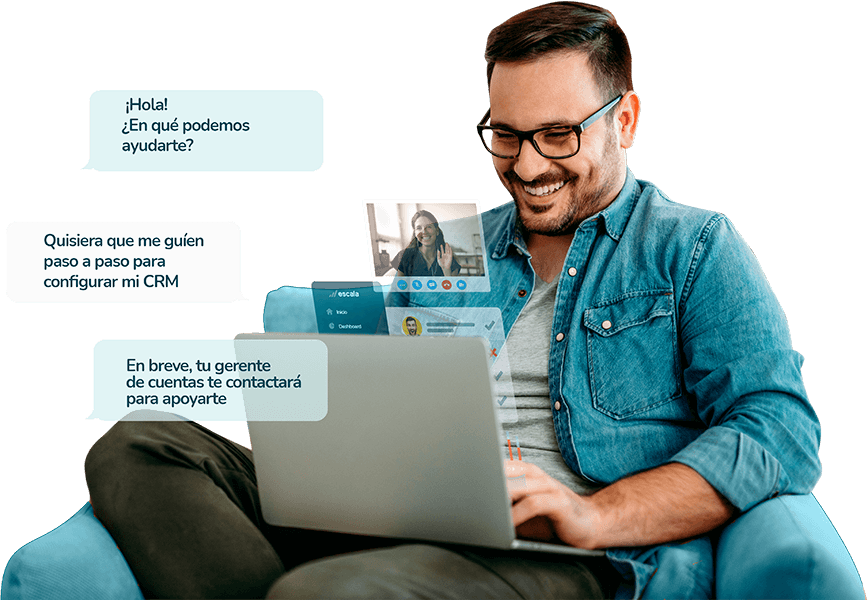 ¡Hola!
¿En qué podemos
ayudarte?
Quisiera que me guíen
paso a paso para
configurar mi CRM
escala
Inicio
Dashboard
En breve, tu gerente
de cuentas te contactará
para apoyarte